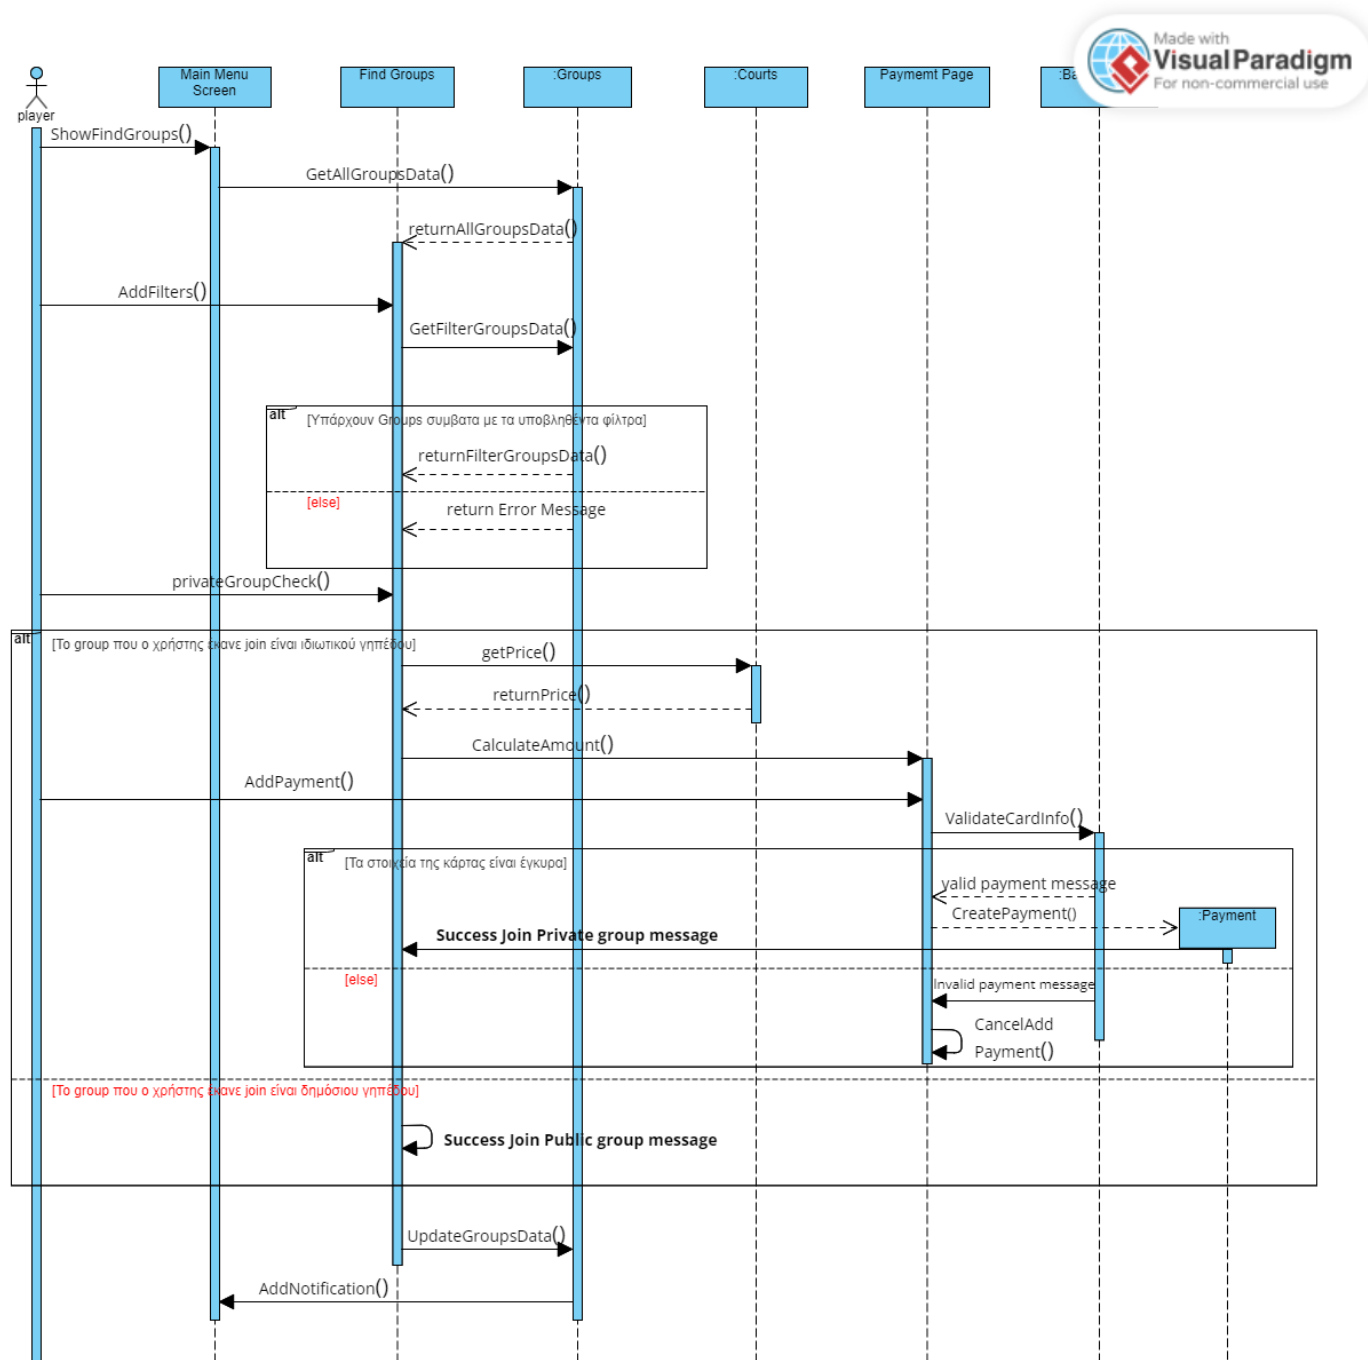 Made with
VisualParadigm
For non-commercial use
player
Main Menu
Screen
Find Groups
:Groups
:Courts
Paymemt Page
ShowFindGroups()
GetAllGroupsData()
returnAllGroupsData()
AddFilters()
GetFilterGroupsData()
alt
[Υπάρχουν Groups συμβατα με τα υποβληθέντα φίλτρα]
returnFilterGroupsData()
[else]
return Error Message
privateGroupCheck()
alt
[Το group που ο χρήστης έκανε join είναι ιδιωτικού γηπέδου]
getPrice()
returnPrice()
CalculateAmount()
AddPayment()
ValidateCardInfo()
alt
[Τα στοιχεία της κάρτας είναι έγκυρα]
valid payment message
CreatePayment()
:Payment
Success Join Private group message
[else]
Invalid payment message
CancelAdd
Payment()
[Το group που ο χρήστης έκανε join είναι δημόσιου γηπέδου]
Success Join Public group message
UpdateGroupsData()
AddNotification()